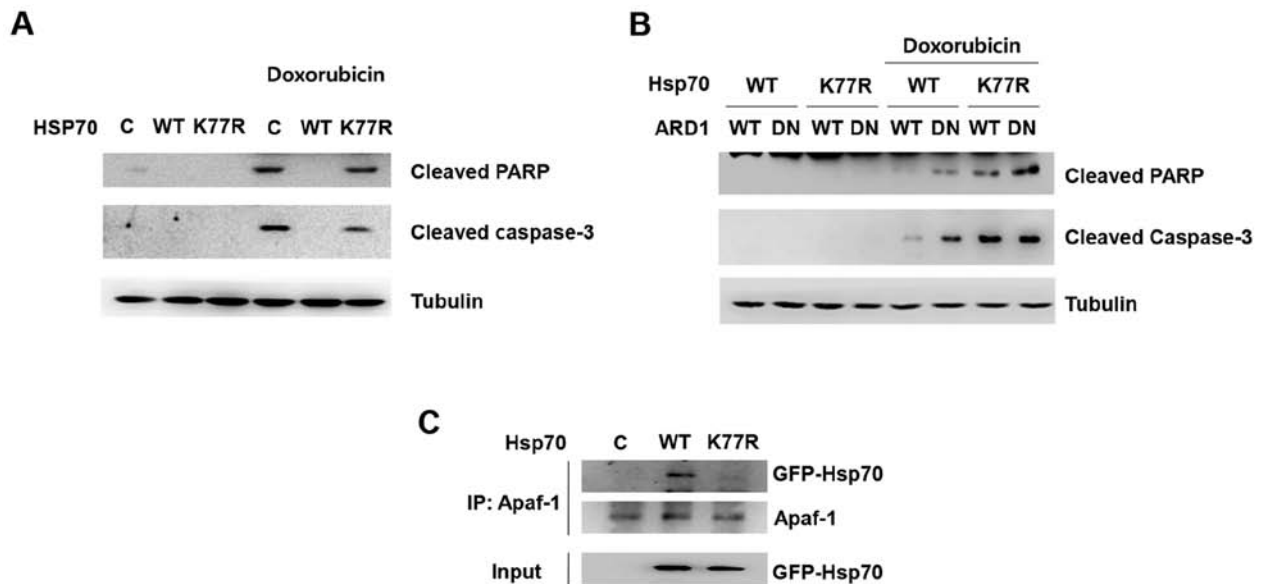 A
Doxorubicin
HSP70 C WT K77R C WT K77R
Cleaved PARP
Cleaved caspase-3
Tubulin
B
Doxorubicin
Hsp70 WT K77R WT K77R
ARD1 WT DN WT DN WT DN WT DN
Cleaved PARP
Cleaved Caspase-3
Tubulin
C
Hsp70 C WT K77R
GFP-Hsp70
IP: Apaf-1
Apaf-1
Input GFP-Hsp70